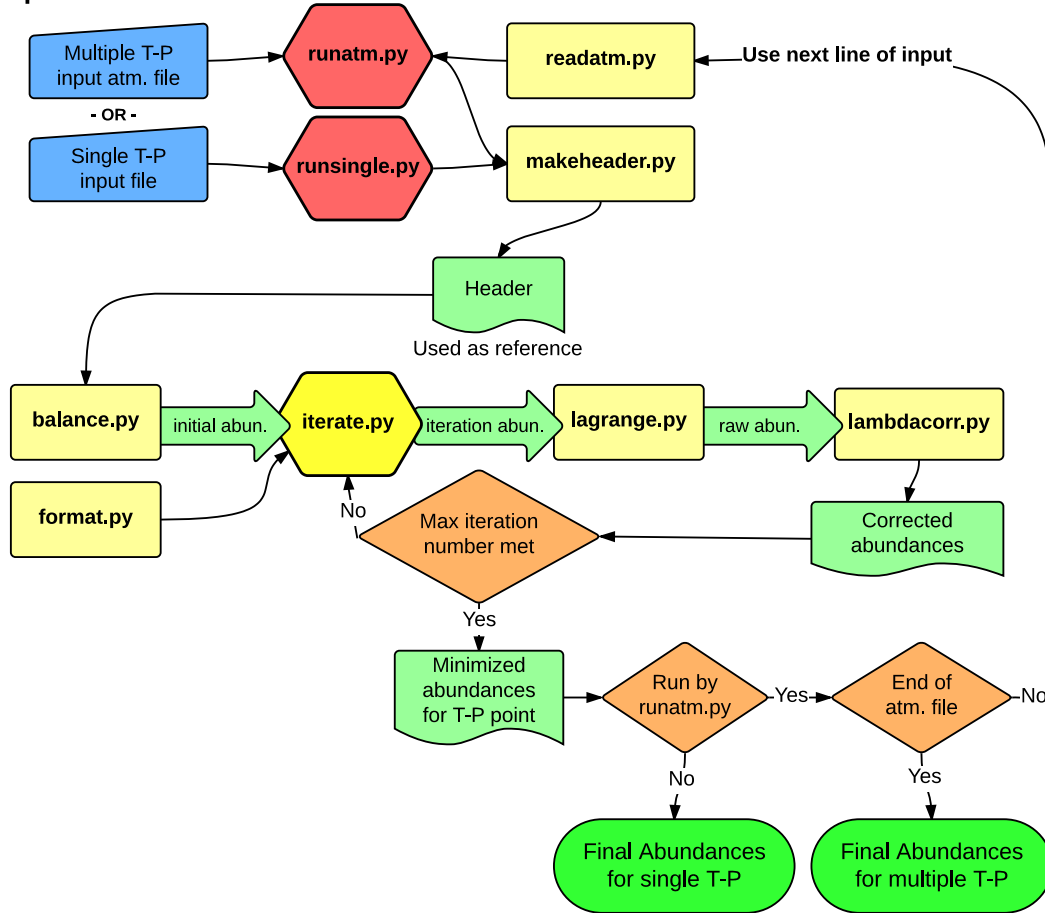 Multiple T-P
input atm. file
runatm.py
readatm.py
Use next line of input
- OR -
Single T-P
input file
runsingle.py
makeheader.py
Header
Used as reference
balance.py
initial abun.
iterate.py
iteration abun.
lagrange.py
raw abun.
lambdacorr.py
format.py
No
Max iteration
number met
Corrected
abundances
Yes
Minimized
abundances
for T-P point
Run by
runatm.py
Yes
End of
atm. file
No
No
Yes
Final Abundances
for single T-P
Final Abundances
for multiple T-P